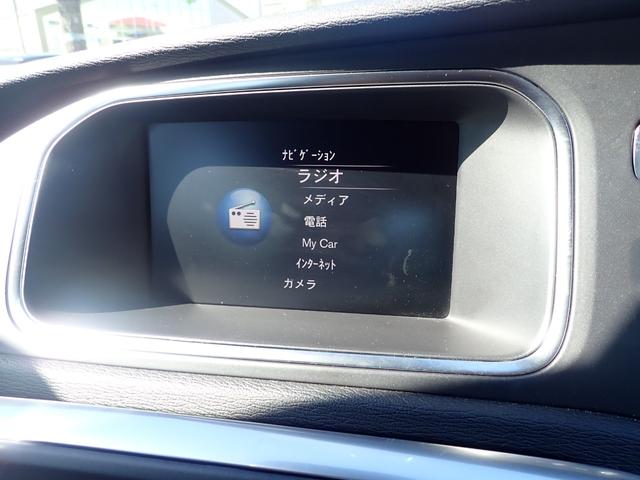 ﾅﾋﾞｹﾞｰｼｮﾝ
ラジオ
メディア
電話
My Car
ｲﾝﾀｰﾈｯﾄ
カメラ